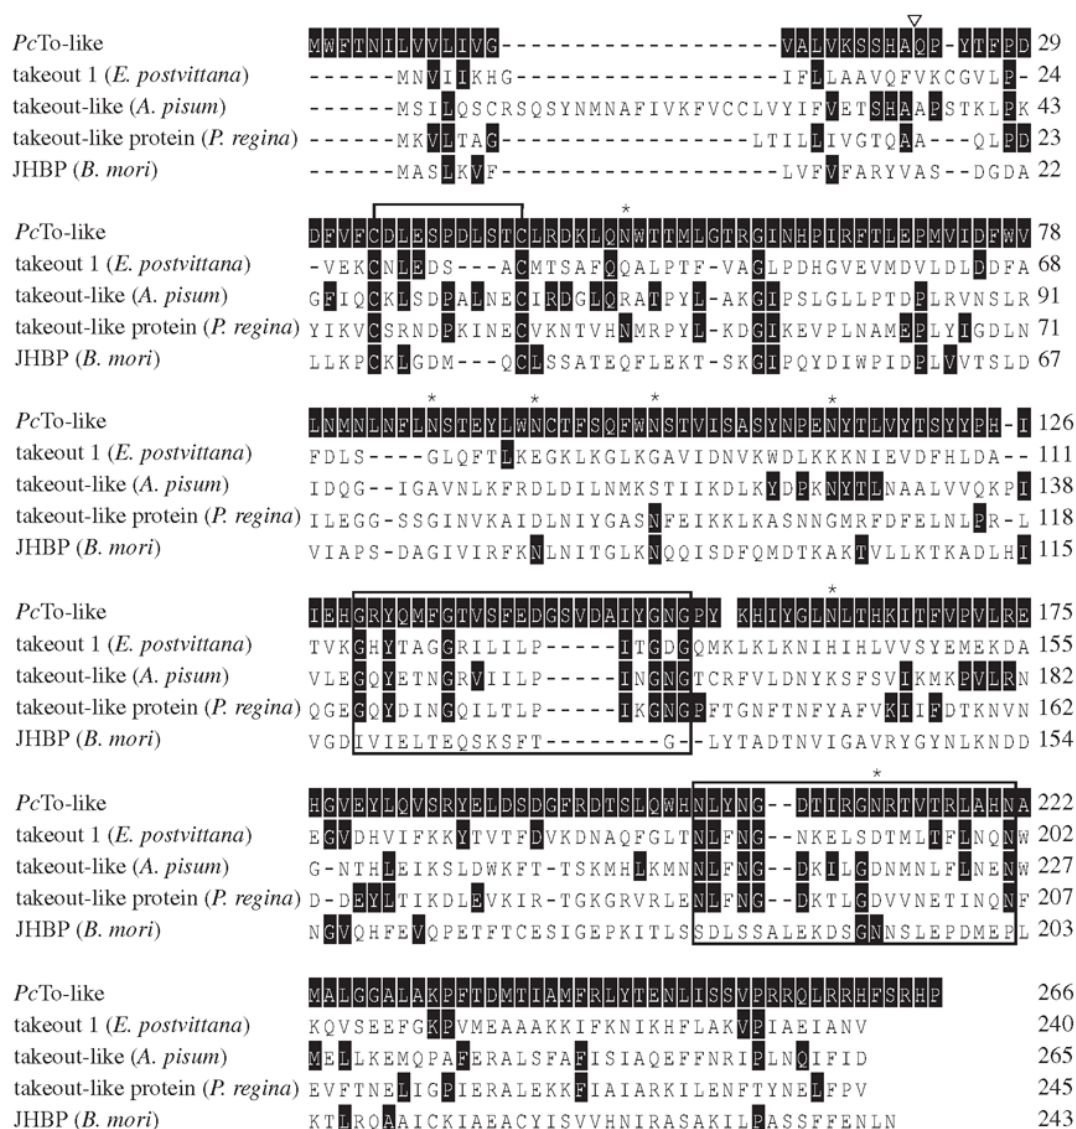 ▽
PcTo-like MWFTNILVVLIVG-------------------VALVKSSHAQP-YTFPD 29
takeout 1 (E. postvittana) ------MNVIIKHG------------------IFLLAAVQFVKCGVLP- 24
takeout-like (A. pisum) ------MSILQSCRSQSYNMNAFIVKFVCCLVYIFVETSHAAPSTKLPK 43
takeout-like protein (P. regina) ------MKVLTAG-----------------LTILLIVGTQAA---QLPD 23
JHBP (B. mori) ------MASLKVF-----------------LVFVFARYVAS--DGDA 22
*
PcTo-like DFVFCDLESPDLSTCLRDKLQNWTTMLGTRGINHPIRFTLEPMVIDFWV 78
takeout 1 (E. postvittana) -VEKCNLEDS---ACMTSAFQQALPTF-VAGLPDHGVEVMDVLDLDDFA 68
takeout-like (A. pisum) GFIQCKLSDPALNECIRDGLQRATPYL-AKGIPSLGLLPTDPLRVNSLR 91
takeout-like protein (P. regina) YIKVCSRNDPKINECVKNTVHNMRPYL-KDGIKEVPLNAMEPLYIGDLN 71
JHBP (B. mori) LLKPCKLGDM---QCLSSATEQFLEKT-SKGIPQYDIWPIDPLVVTSLD 67
* * * *
PcTo-like LNMNLNFLNSTEYLWNCTFSQFWNSTVISASYNPENYTLVYTSYYPH-I 126
takeout 1 (E. postvittana) FDLS----GLQFTLKEGKLKGLKGAVIDNVKWDLKKKNIEVDFHLDA-- 111
takeout-like (A. pisum) IDQG--IGAVNLKFRDLDILNMKSTIIKDLKYDPKNYTLNAALVVQKPI 138
takeout-like protein (P. regina) ILEGG-SSGINVKAIDLNIYGASNFEIKKLKASNNGMRFDFELNLPR-L 118
JHBP (B. mori) VIAPS-DAGIVIRFKNLNITGLKNQQISDFQMDTKAKTVLLKTKADLHI 115
*
PcTo-like IEHGRYQMFGTVSFEDGSVDAIYGNGPY KHIYGLNLTHKITFVPVLRE 175
takeout 1 (E. postvittana) TVKGHYTAGGRILILP-----ITGDGQMKLKLKNIHIHLVVSYEMEKDA 155
takeout-like (A. pisum) VLEGQYETNGRVIILP-----INGNGTCRFVLDNYKSFSVIKMKPVLRN 182
takeout-like protein (P. regina) QGEGQYDINGQILTLP-----IKGNGPFTGNFTNFYAFVKIIFDTKNVN 162
JHBP (B. mori) VGDIVIELTEQSKSFT--------G--LYTADTNVIGAVRYGYNLKNDD 154
*
PcTo-like HGVEYLQVSRYELDSDGFRDTSLQWHNLYNG--DTIRGNRTVTRLAHNA 222
takeout 1 (E. postvittana) EGVDHVIFKKYTVTFDVKDNAQFGLTNLFNG--NKELSDTMLTFLNQNW 202
takeout-like (A. pisum) G-NTHLEIKSLDWKFT-TSKMHLKMNNLFNG--DKILGDNMNLFLNENW 227
takeout-like protein (P. regina) D-DEYLTIKDLEVKIR-TGKGRVRLENLFNG--DKTLGDVVNETINQNF 207
JHBP (B. mori) NGVQHFEVQPETFTCESIGEPKITLSSDLSSALEKDSGNNSLEPDMEPL 203
PcTo-like MALGGALAKPFTDMTIAMFRLYTENLISSVPRRQLRRHFSRHP 266
takeout 1 (E. postvittana) KQVSEEFGKPVMEAAAKKIFKNIKHFLAKVPIAEIANV 240
takeout-like (A. pisum) MELLKEMQPAFERALSFAFISIAQEFFNRIPLNQIFID 265
takeout-like protein (P. regina) EVFTNELIGPIERALEKKFIAIARKILENFTYNELFPV 245
JHBP (B. mori) KTLRQAAICKIAEACYISVVHNIRASAKILPASSFFENLN 243